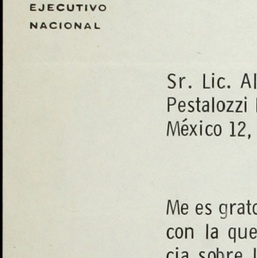 EJECUTIVO
NACIONAL
Sr. Lic. Al
Pestalozzi
México 12,
Me es grato
con la que
cia sobre l